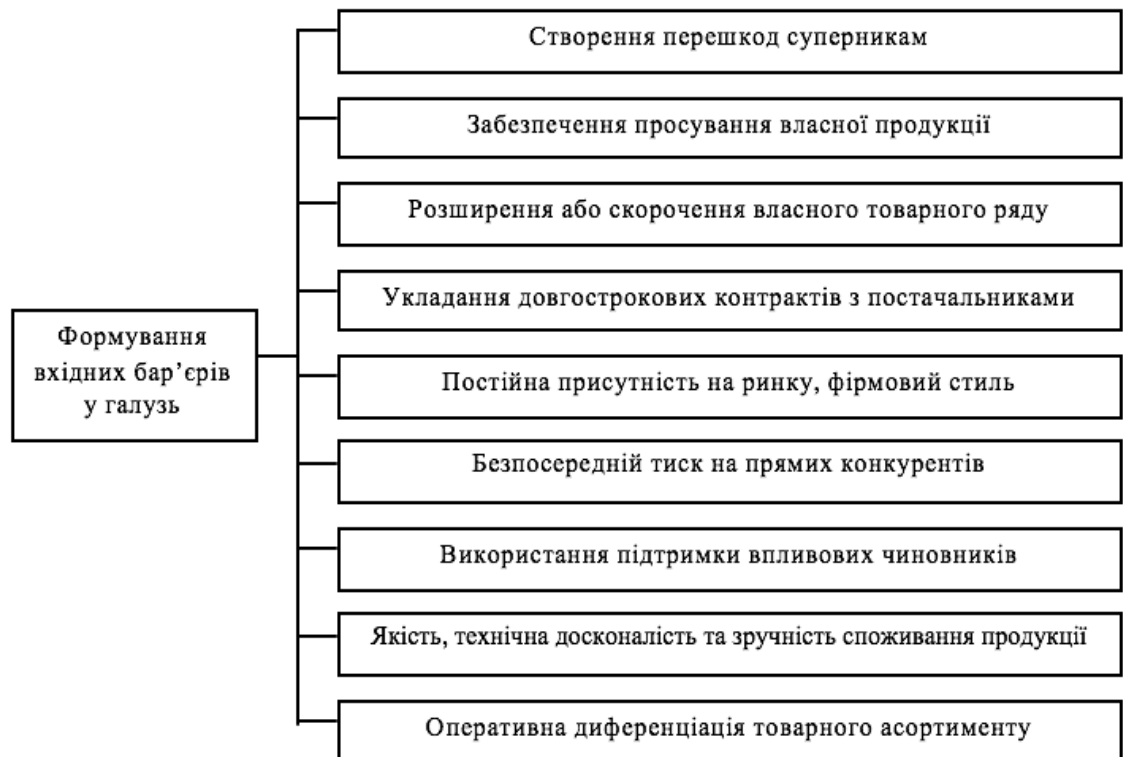 Створення перешкод суперникам
Забезпечення просування власної продукції
Розширення або скорочення власного товарного ряду
Укладання довгострокових контрактів з постачальниками
Формування
вхідних бар’єрів
у галузь
Постійна присутність на ринку, фірмовий стиль
Безпосередній тиск на прямих конкурентів
Використання підтримки впливових чиновників
Якість, технічна досконалість та зручність споживання продукції
Оперативна диференціація товарного асортименту